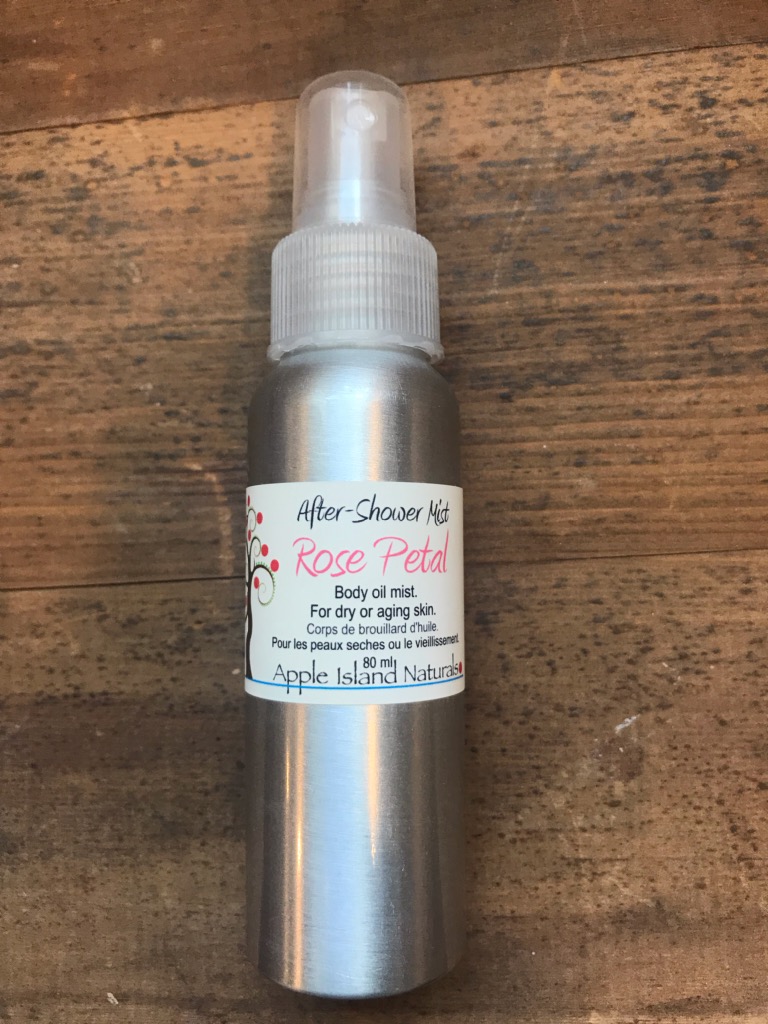 After-Shower Mist
Rose Petal
Body oil mist.
For dry or aging skin.
Corps de brouillard d'huile.
Pour les peaux seches ou le vieillissement.
80 ml
Apple Island Naturals